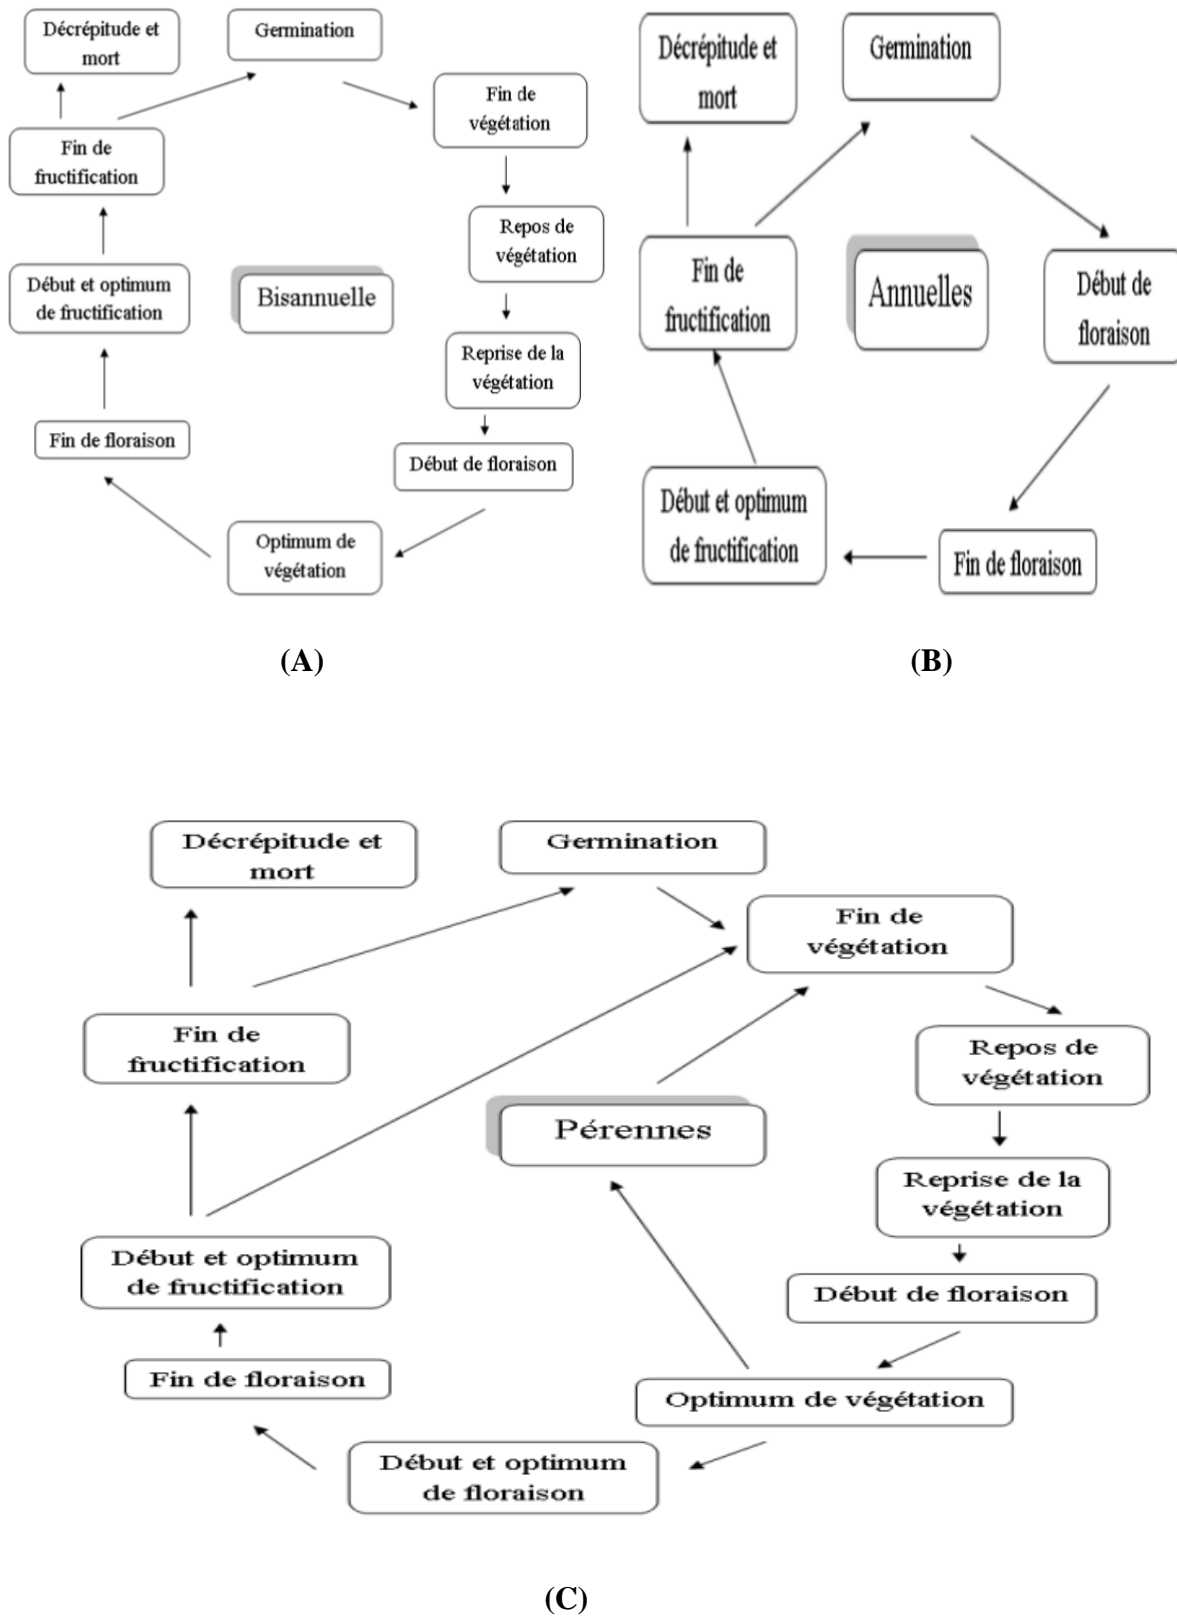 Décrépitude et
mort
Germination
Fin de
végétation
Fin de
fructification
Repos de
végétation
Début et optimum
de fructification
Bisannuelle
Reprise de la
végétation
Fin de floraison
Début de floraison
Optimum de
végétation
(A)
Décrépitude et
mort
Germination
Fin de
fructification
Annuelles
Début de
floraison
Début et optimum
de fructification
Fin de floraison
(B)
Décrépitude et
mort
Germination
Fin de
végétation
Fin de
fructification
Repos de
végétation
Pérennes
Reprise de la
végétation
Début et optimum
de fructification
Début de floraison
Fin de floraison
Optimum de végétation
Début et optimum
de floraison
(C)